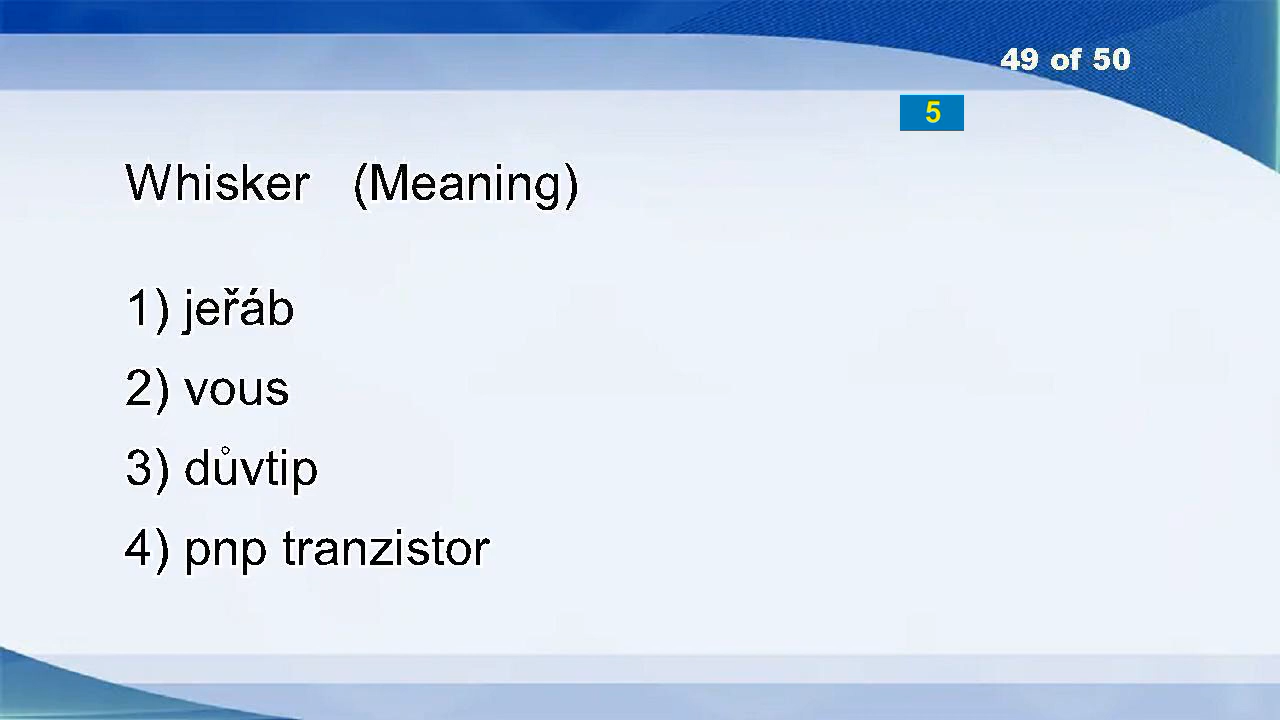 49 of 50
5
Whisker (Meaning)
1) jeřáb
2) vous
3) důvtip
4) pnp tranzistor